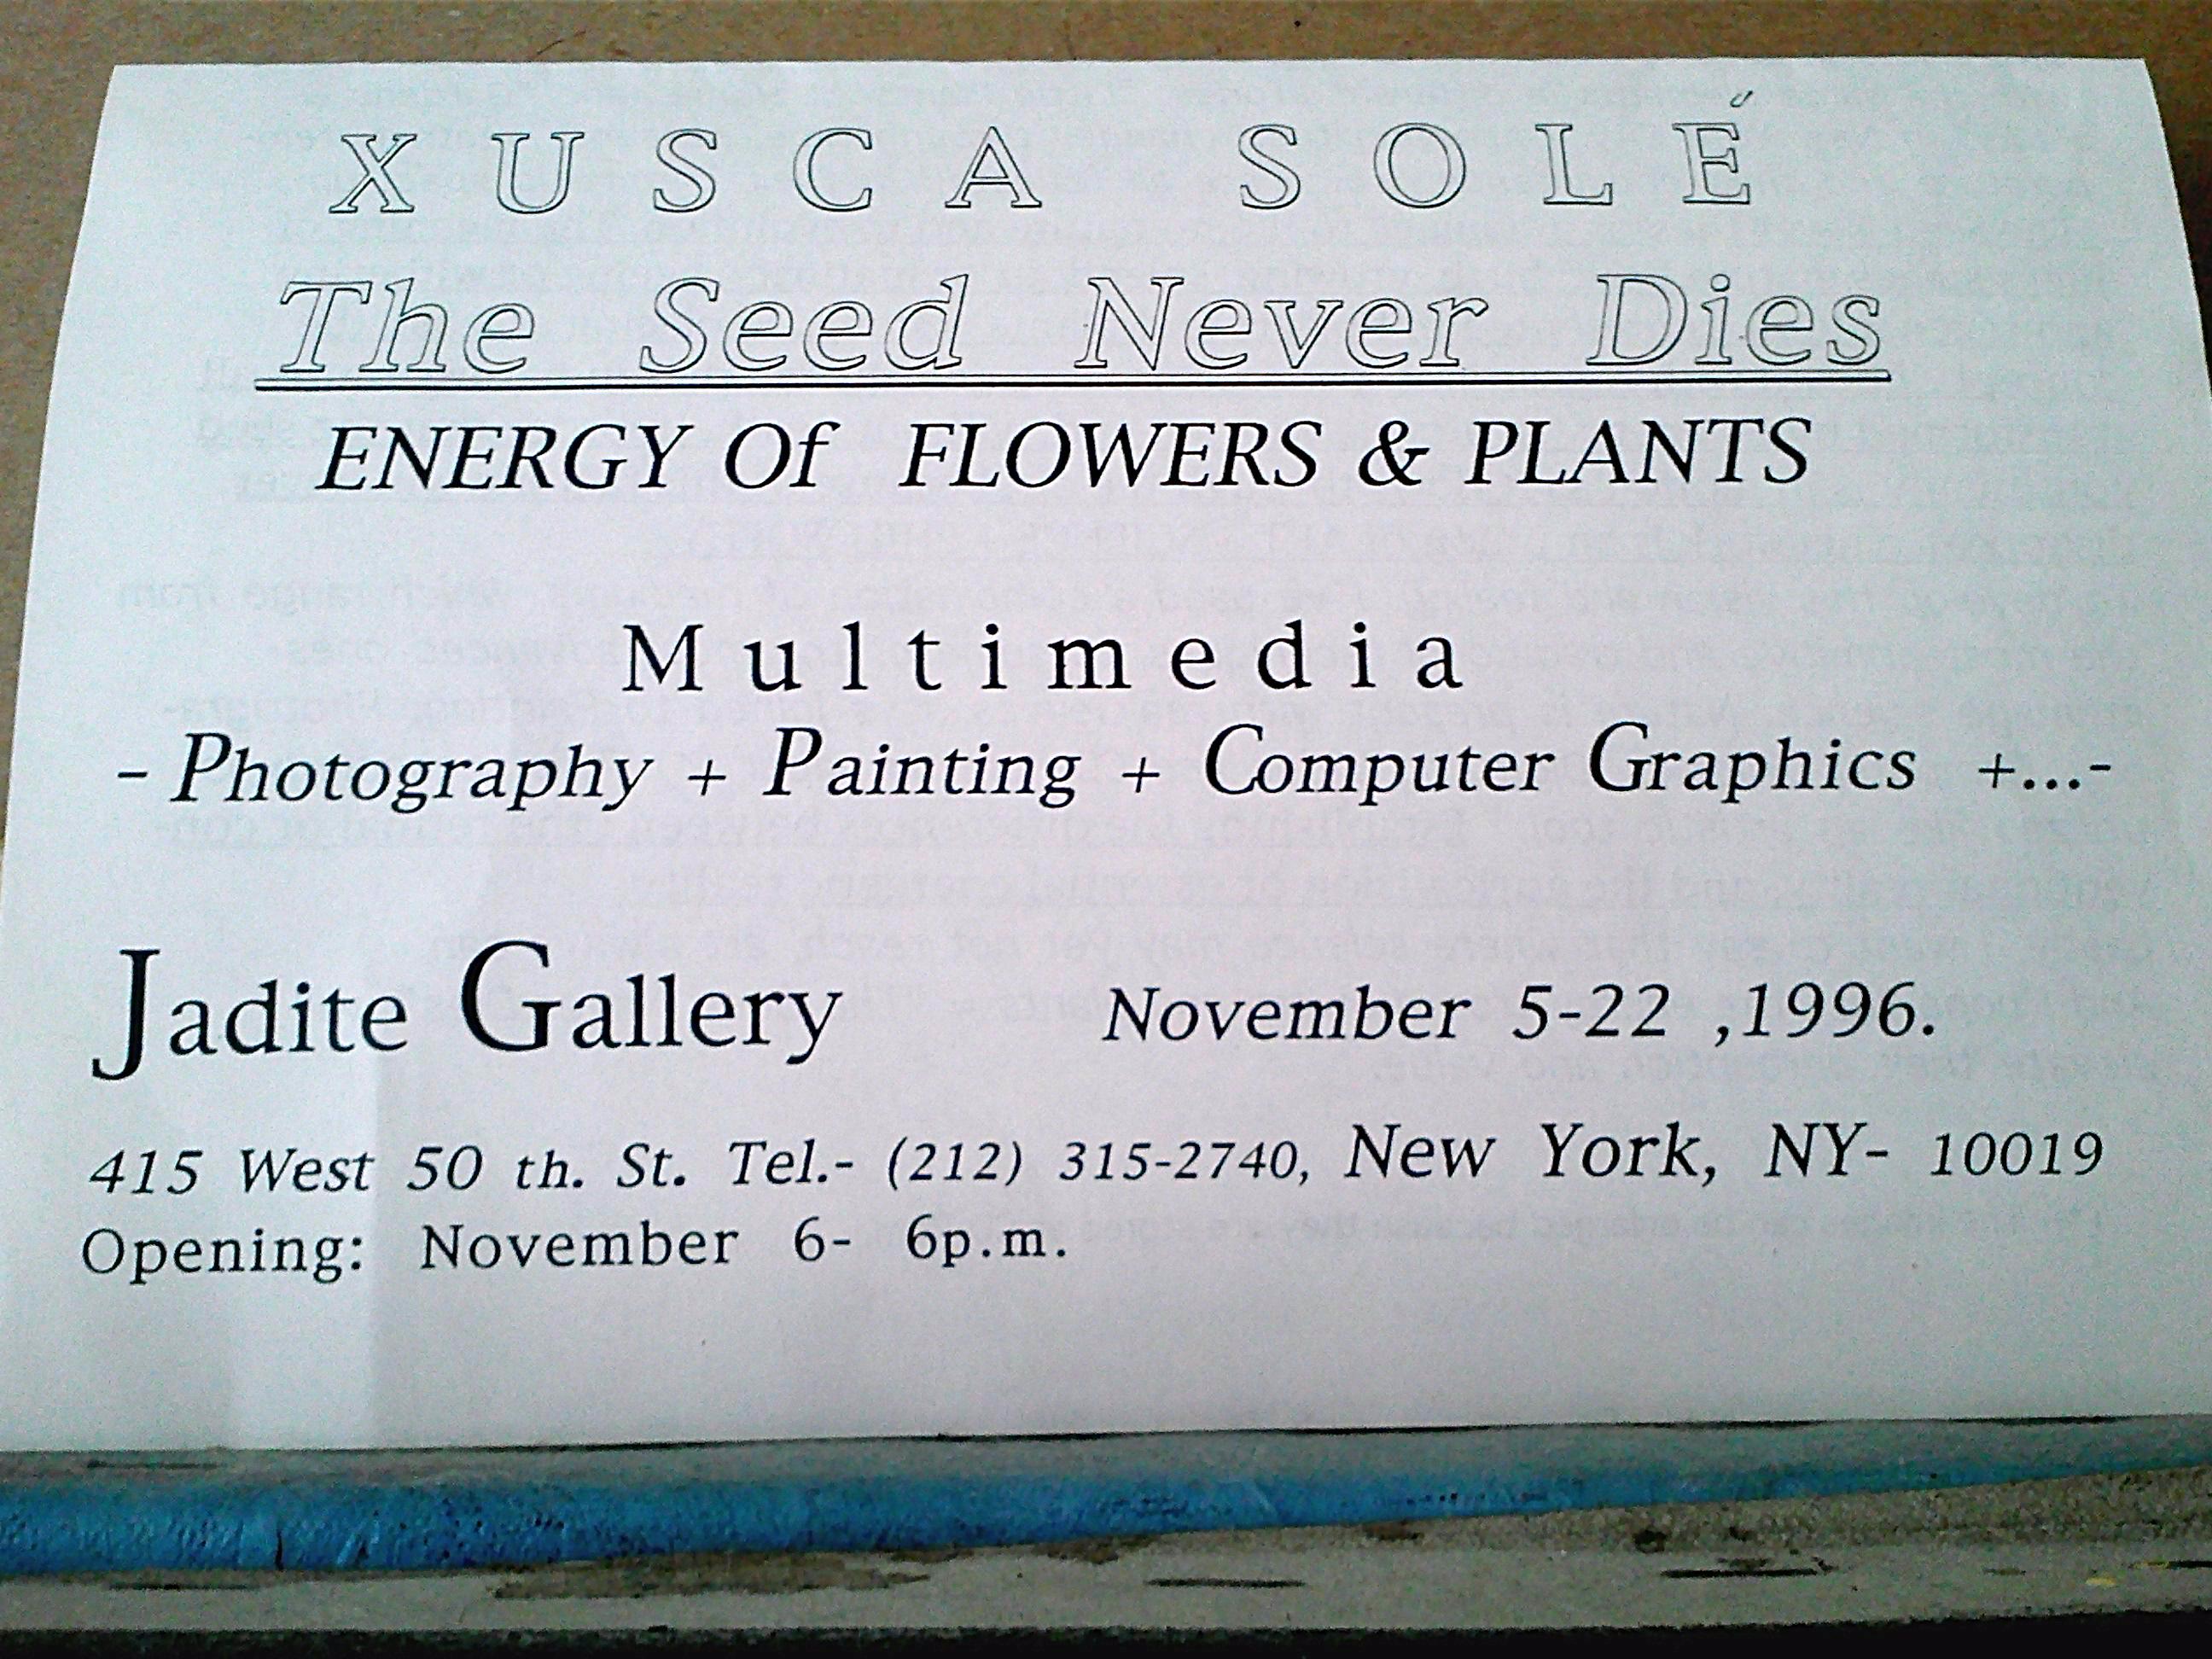 XUSCA SOLÉ
The Seed Never Dies
ENERGY Of FLOWERS & PLANTS
Multimedia
- Photography + Painting + Computer Graphics +...-
Jadite Gallery November 5-22 ,1996.
415 West 50 th. St. Tel.- (212) 315-2740, New York, NY- 10019
Opening: November 6- 6p.m.